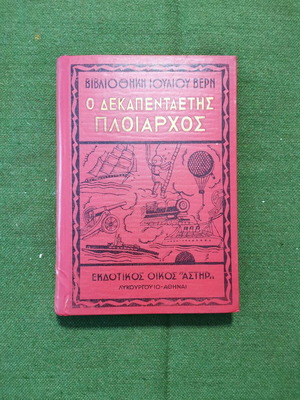 ΒΙΒΛΙΟΘΗΚΗ ΙΟΥΛΙΟΥ ΒΕΡΝ
Ο ΔΕΚΑΠΕΝΤΑΕΤΗΣ
ΠΛΟΙΑΡΧΟΣ
ΕΚΔΟΤΙΚΟΣ ΟΙΚΟΣ "ΑΣΤΗΡ„
ΛΥΚΟΥΡΓΟΥ 10-ΑΘΗΝΑΙ